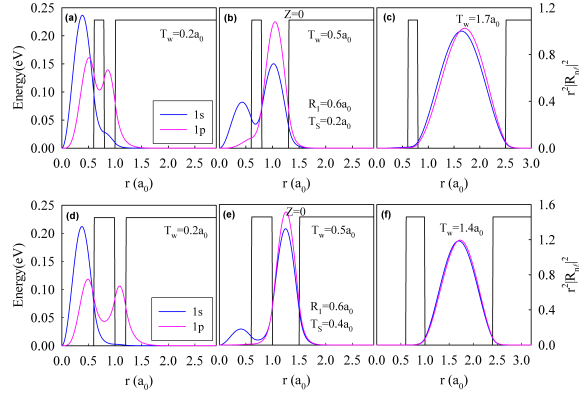 (a)
T_w=0.2a_0
1s
1p
Energy(eV)
0.25
0.20
0.15
0.10
0.05
0.00
0.0 0.5 1.0 1.5 2.0 2.5
r (a_0)
(b)
Z=0
T_w=0.5a_0
R_1=0.6a_0
T_S=0.2a_0
0.0 0.5 1.0 1.5 2.0 2.5
r (a_0)
(c)
T_w=1.7a_0
0.0 0.5 1.0 1.5 2.0 2.5 3.0
r (a_0)
1.2
0.8
0.4
0.0
r^2|R_nℓ|^2
(d)
T_w=0.2a_0
1s
1p
Energy(eV)
0.25
0.20
0.15
0.10
0.05
0.00
0.0 0.5 1.0 1.5 2.0 2.5
r (a_0)
(e)
Z=0
T_w=0.5a_0
R_1=0.6a_0
T_S=0.4a_0
0.0 0.5 1.0 1.5 2.0 2.5
r (a_0)
(f)
T_w=1.4a_0
0.0 0.5 1.0 1.5 2.0 2.5 3.0
r (a_0)
1.6
1.2
0.8
0.4
0.0
r^2|R_nℓ|^2